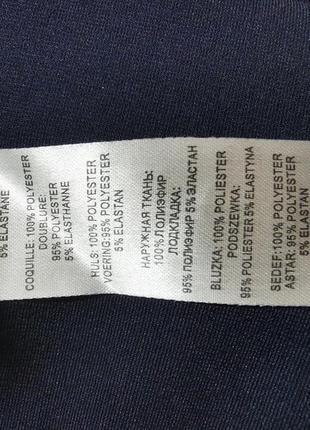 5% ELASTANE
COQUILLE: 100% POLYESTER
DOUBLURE:
95% POLYESTER
5% ELASTHANNE
HULS: 100% POLYESTER
VOERING: 95% POLYESTER
5% ELASTAN
НАРУЖНАЯ ТКАНЬ:
100% ПОЛИЭФИР
ПОДКЛАДКА:
95% ПОЛИЭФИР 5% ЭЛАСТАН
BLUZKA: 100% POLIESTER
PODSZEWKA:
95% POLIESTER 5% ELASTYNA
SEDEF: 100% POLYESTER
ASTAR: 95% POLYESTER
5% ELASTAN